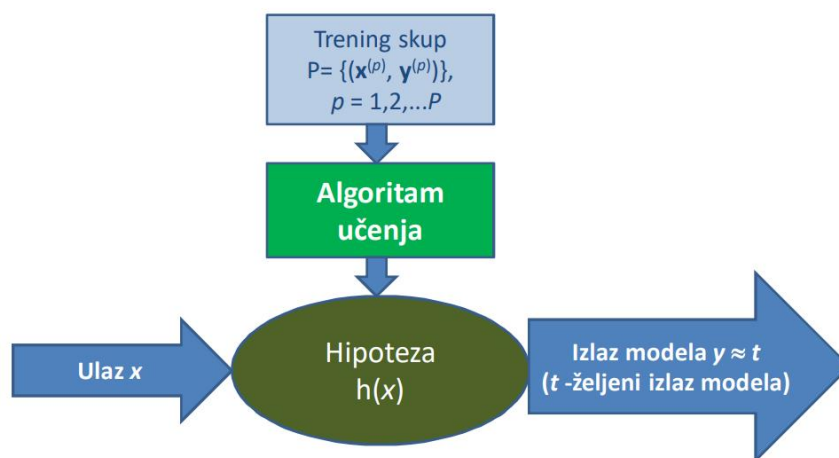 Trening skup
P= {(x⁽ᵖ⁾, y⁽ᵖ⁾)},
p = 1,2,...P
Algoritam
učenja
Ulaz x
Hipoteza
h(x)
Izlaz modela y ≈ t
(t -željeni izlaz modela)